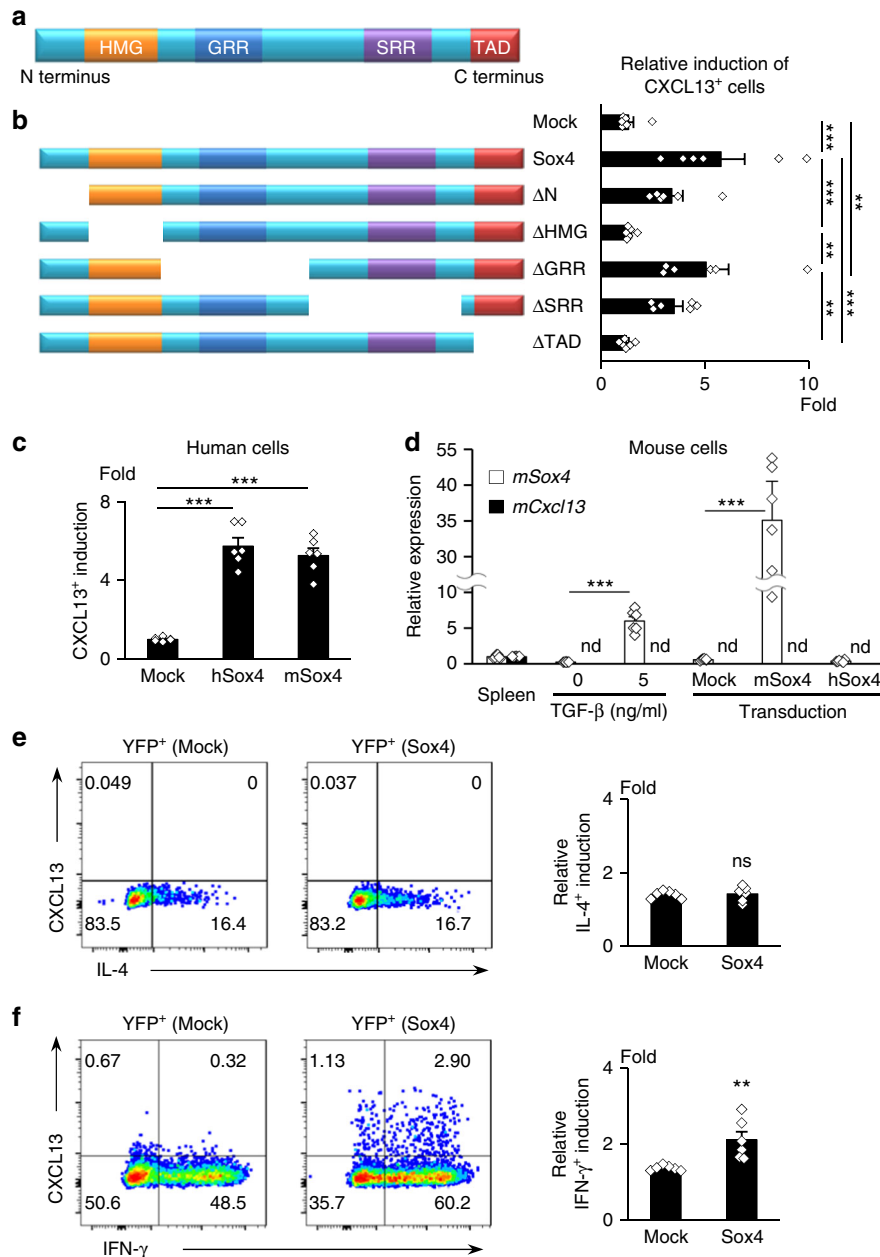 a
HMG GRR SRR TAD
N terminus C terminus
Relative induction of
CXCL13+ cells
b
Mock
Sox4
ΔN
ΔHMG
ΔGRR
ΔSRR
ΔTAD
*** *** ** ** ** *** 
0 5 10
Fold
c
Human cells
Fold
CXCL13+ induction
8
4
0
***
***
Mock hSox4 mSox4
d
Mouse cells
Relative expression
55
45
35
30
10
5
0
mSox4
mCxcl13
***
***
nd nd nd nd nd
Spleen
0 5
TGF-β (ng/ml)
Mock mSox4 hSox4
Transduction
e
YFP+ (Mock) YFP+ (Sox4)
0.049 0
83.5 16.4
0.037 0
83.2 16.7
CXCL13
IL-4
Fold
Relative
IL-4+ induction
4
2
0
ns
Mock Sox4
f
YFP+ (Mock) YFP+ (Sox4)
0.67 0.32
50.6 48.5
1.13 2.90
35.7 60.2
CXCL13
IFN-γ
Fold
Relative
IFN-γ+ induction
4
2
0
**
Mock Sox4